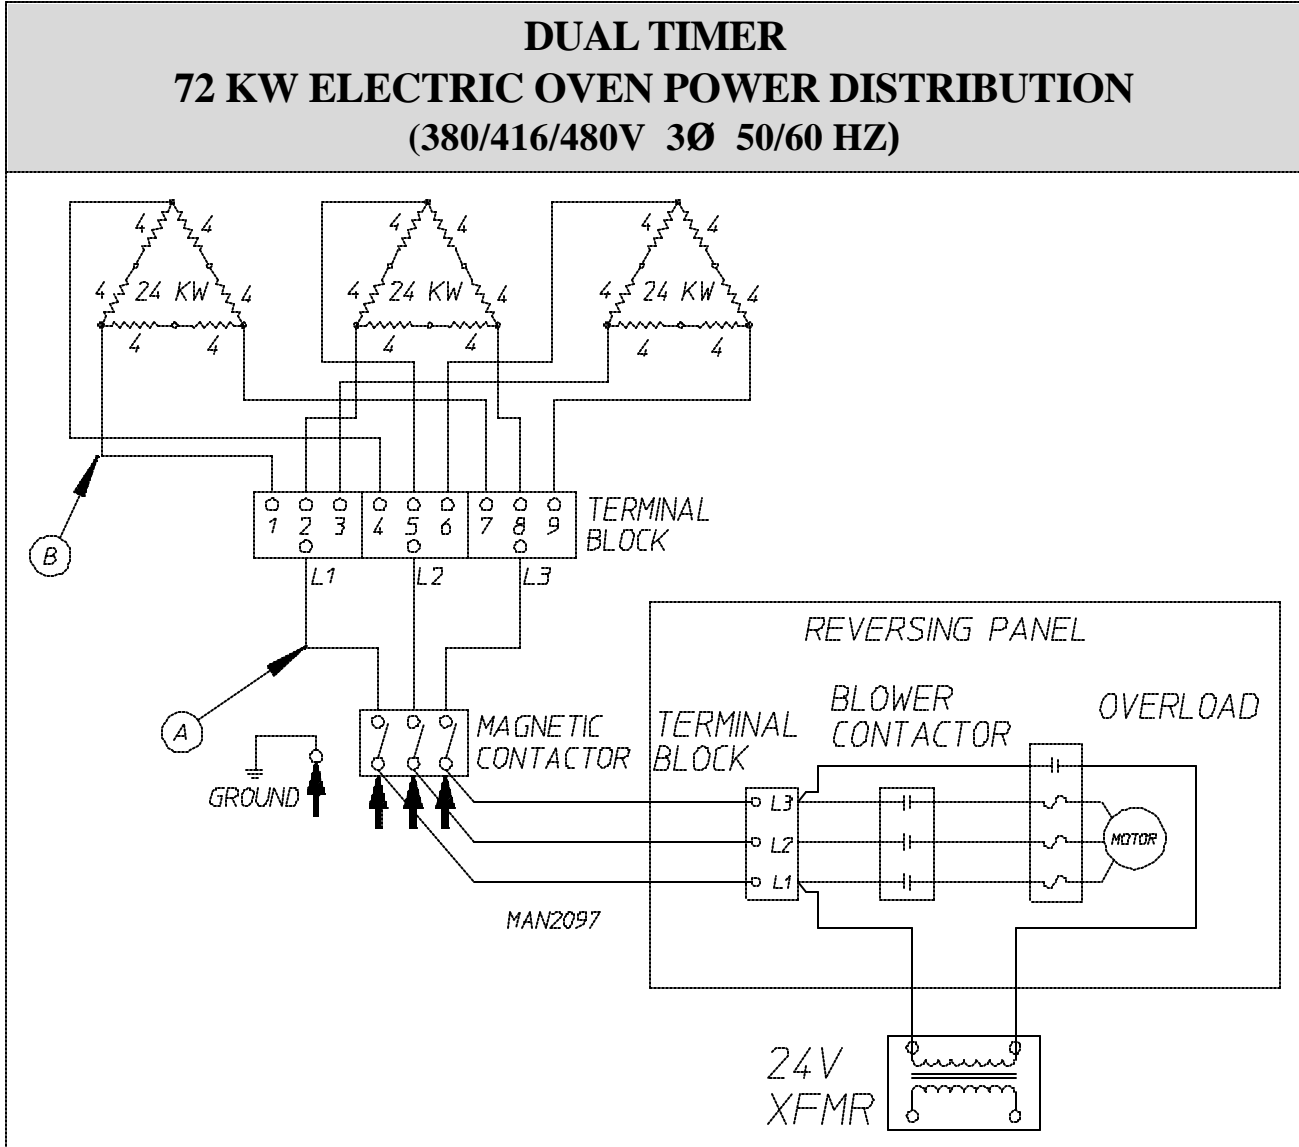 DUAL TIMER
72 KW ELECTRIC OVEN POWER DISTRIBUTION
(380/416/480V 3Ø 50/60 HZ)
4 4 4 4 4 4
4 24 KW 4 4 24 KW 4 4 24 KW 4
4 4 4 4 4 4
1 2 3 4 5 6 7 8 9
TERMINAL
BLOCK
B
L1 L2 L3
A
GROUND
MAGNETIC
CONTACTOR
REVERSING PANEL
TERMINAL
BLOCK
BLOWER
CONTACTOR
OVERLOAD
L3
L2
L1
MOTOR
MAN2097
24V
XFMR